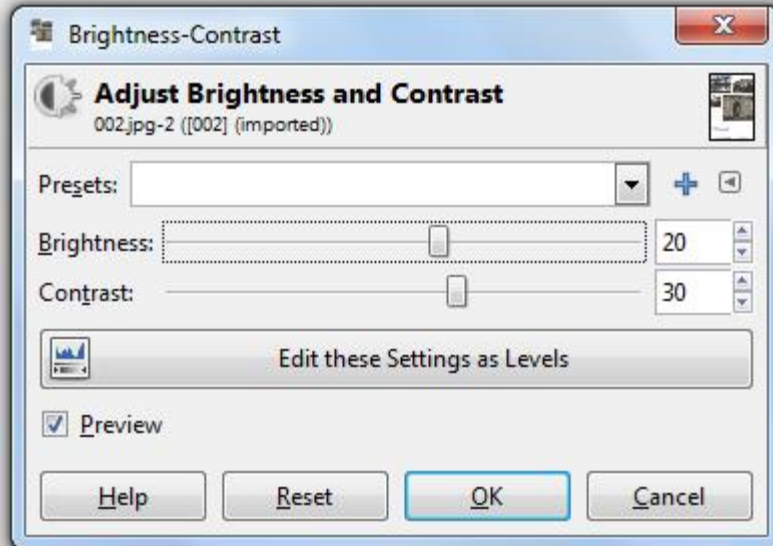 Brightness-Contrast
Adjust Brightness and Contrast
002.jpg-2 ([002] (imported))
Presets:
Brightness: 20
Contrast: 30
Edit these Settings as Levels
Preview
Help Reset OK Cancel